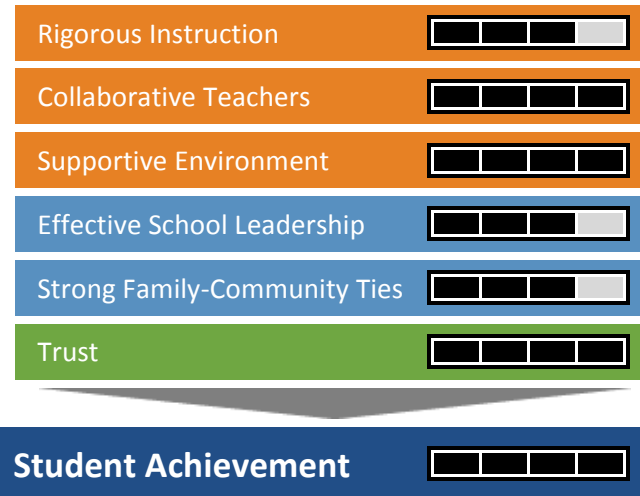 Rigorous Instruction
Collaborative Teachers
Supportive Environment
Effective School Leadership
Strong Family-Community Ties
Trust
Student Achievement